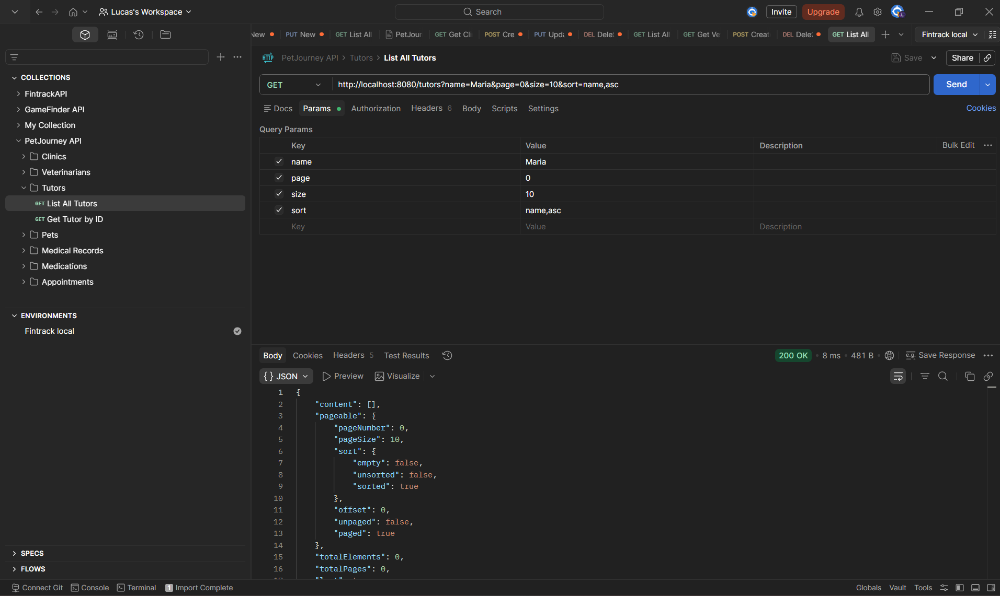 Lucas's Workspace
Search
Invite
Upgrade
New
PUT New
GET List All
PetJour
GET Get Cli
POST Cre
PUT Upda
DEL Delet
GET List All
GET Get Ve
POST Creat
DEL Delet
GET List All
Fintrack local
PetJourney API > Tutors > List All Tutors
Save
Share
GET
http://localhost:8080/tutors?name=Maria&page=0&size=10&sort=name,asc
Send
Docs
Params
Authorization
Headers 6
Body
Scripts
Settings
Cookies
Query Params
Key Value Description Bulk Edit
name Maria
page 0
size 10
sort name,asc
Key Value Description
COLLECTIONS
FintrackAPI
GameFinder API
My Collection
PetJourney API
Clinics
Veterinarians
Tutors
GET List All Tutors
GET Get Tutor by ID
Pets
Medical Records
Medications
Appointments
ENVIRONMENTS
Fintrack local
SPECS
FLOWS
Body Cookies Headers 5 Test Results
200 OK • 8 ms • 481 B
e.g. Save Response
{} JSON
Preview
Visualize
1 {
2 "content": [],
3 "pageable": {
4 "pageNumber": 0,
5 "pageSize": 10,
6 "sort": {
7 "empty": false,
8 "unsorted": false,
9 "sorted": true
10 },
11 "offset": 0,
12 "unpaged": false,
13 "paged": true
14 },
15 "totalElements": 0,
16 "totalPages": 0,
Connect Git
Console
Terminal
1 Import Complete
Globals
Vault
Tools